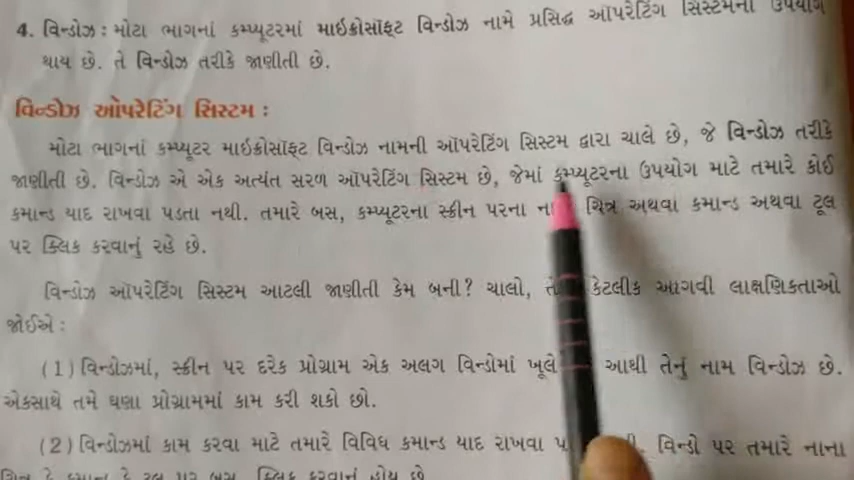 4. વિન્ડોઝ : મોટા ભાગનાં કમ્પ્યૂટરમાં માઇક્રોસૉફ્ટ વિન્ડોઝ નામે પ્રસિદ્ધ ઑપરેટિંગ સિસ્ટમનો ઉપયોગ
થાય છે. તે વિન્ડોઝ તરીકે જાણીતી છે.
વિન્ડોઝ ઑપરેટિંગ સિસ્ટમ :
મોટા ભાગનાં કમ્પ્યૂટર માઇક્રોસૉફ્ટ વિન્ડોઝ નામની ઑપરેટિંગ સિસ્ટમ દ્વારા ચાલે છે, જે વિન્ડોઝ તરીકે
જાણીતી છે. વિન્ડોઝ એ એક અત્યંત સરળ ઑપરેટિંગ સિસ્ટમ છે, જેમાં કમ્પ્યૂટરના ઉપયોગ માટે તમારે કોઈ
કમાન્ડ યાદ રાખવા પડતા નથી. તમારે બસ, કમ્પ્યૂટરના સ્ક્રીન પરના ચિત્ર અથવા કમાન્ડ અથવા ટૂલ
પર ક્લિક કરવાનું રહે છે.
વિન્ડોઝ ઑપરેટિંગ સિસ્ટમ આટલી જાણીતી કેમ બની? ચાલો, કેટલીક આગવી લાક્ષણિકતાઓ
જોઈએ :
(1) વિન્ડોઝમાં, સ્ક્રીન પર દરેક પ્રોગ્રામ એક અલગ વિન્ડોમાં ખૂલે આથી તેનું નામ વિન્ડોઝ છે.
એકસાથે તમે ઘણા પ્રોગ્રામમાં કામ કરી શકો છો.
(2) વિન્ડોઝમાં કામ કરવા માટે તમારે વિવિધ કમાન્ડ યાદ રાખવા વિન્ડો પર તમારે નાના
બસ, ક્લિક કરવાનું હોય છે